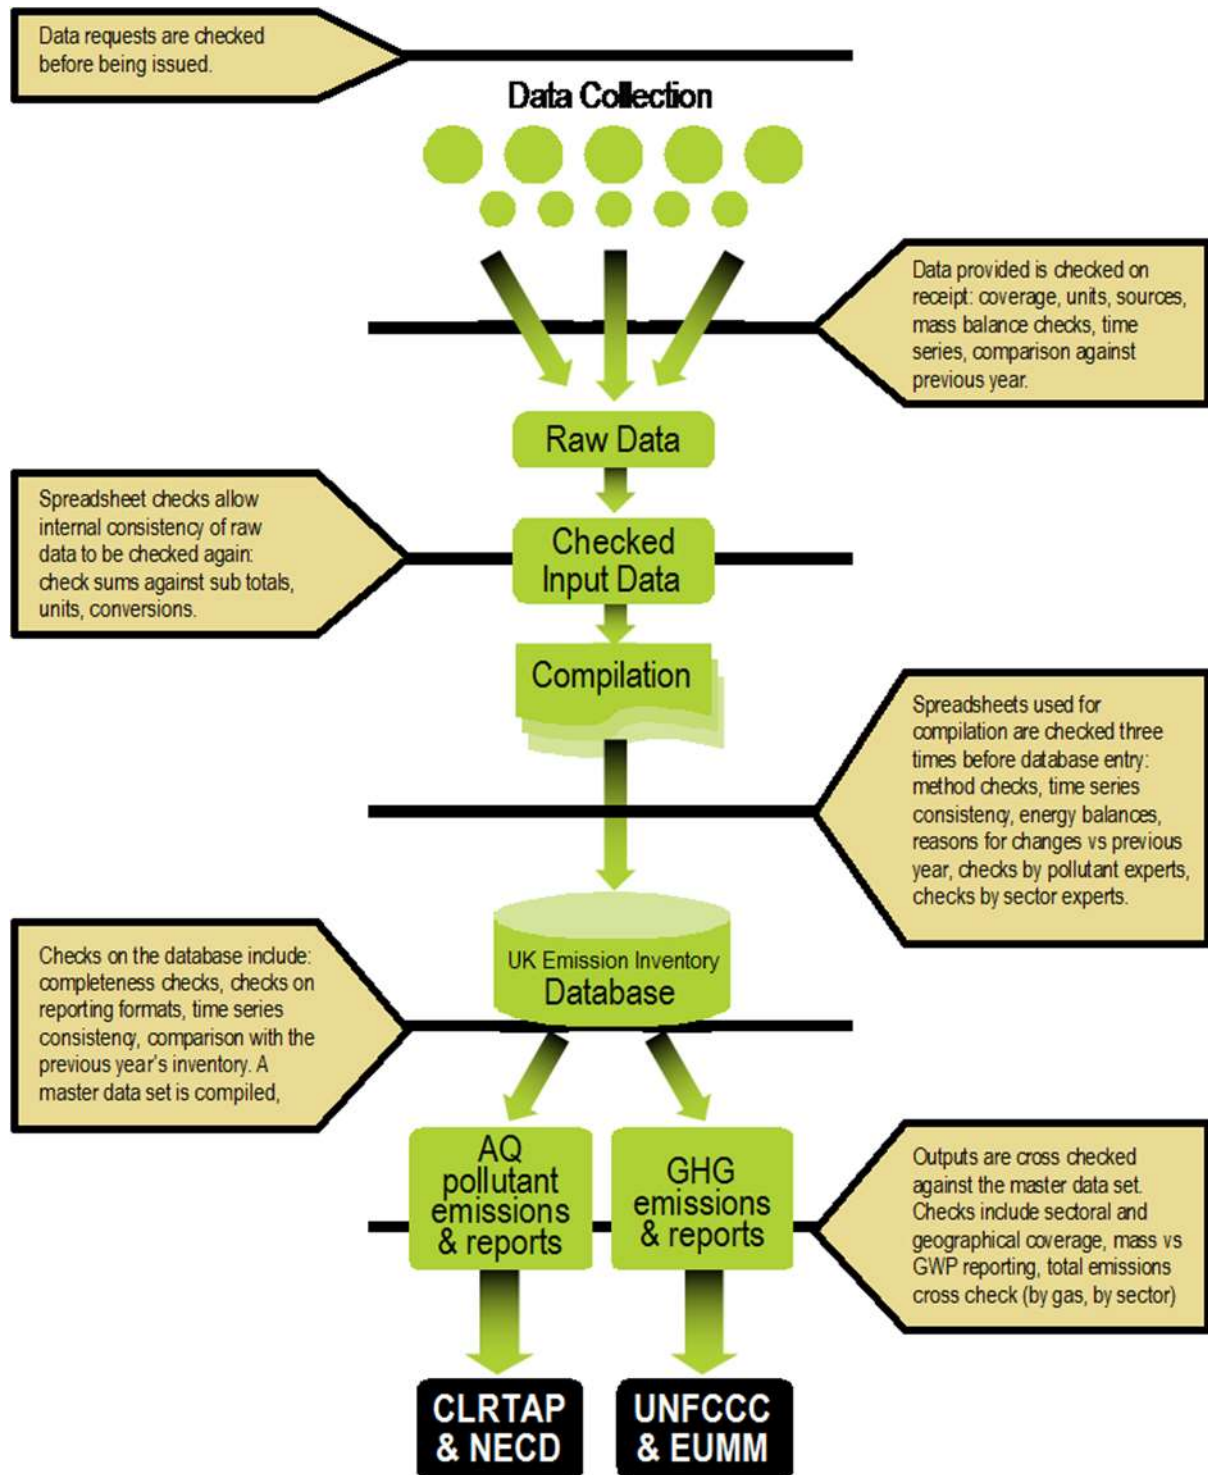 Data requests are checked
before being issued.
Data Collection
Data provided is checked on
receipt: coverage, units, sources,
mass balance checks, time
series, comparison against
previous year.
Raw Data
Spreadsheet checks allow
internal consistency of raw
data to be checked again:
check sums against sub totals,
units, conversions.
Checked
Input Data
Compilation
Spreadsheets used for
compilation are checked three
times before database entry:
method checks, time series
consistency, energy balances,
reasons for changes vs previous
year, checks by pollutant experts,
checks by sector experts.
UK Emission Inventory
Database
Checks on the database include:
completeness checks, checks on
reporting formats, time series
consistency, comparison with the
previous year's inventory. A
master data set is compiled,
AQ
pollutant
emissions
& reports
GHG
emissions
& reports
Outputs are cross checked
against the master data set.
Checks include sectoral and
geographical coverage, mass vs
GWP reporting, total emissions
cross check (by gas, by sector)
CLRTAP
& NECD
UNFCCC
& EUMM